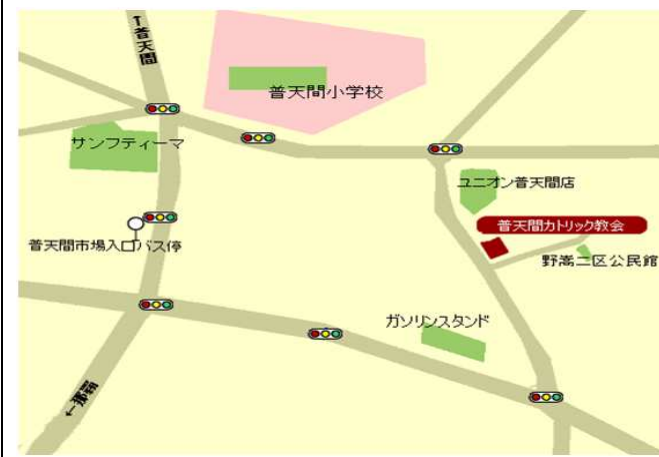 ←普天間
普天間小学校
サンフティーマ
ユニオン普天間店
普天間カトリック教会
普天間市場入口バス停
野嵩二区公民館
ガソリンスタンド
←那覇